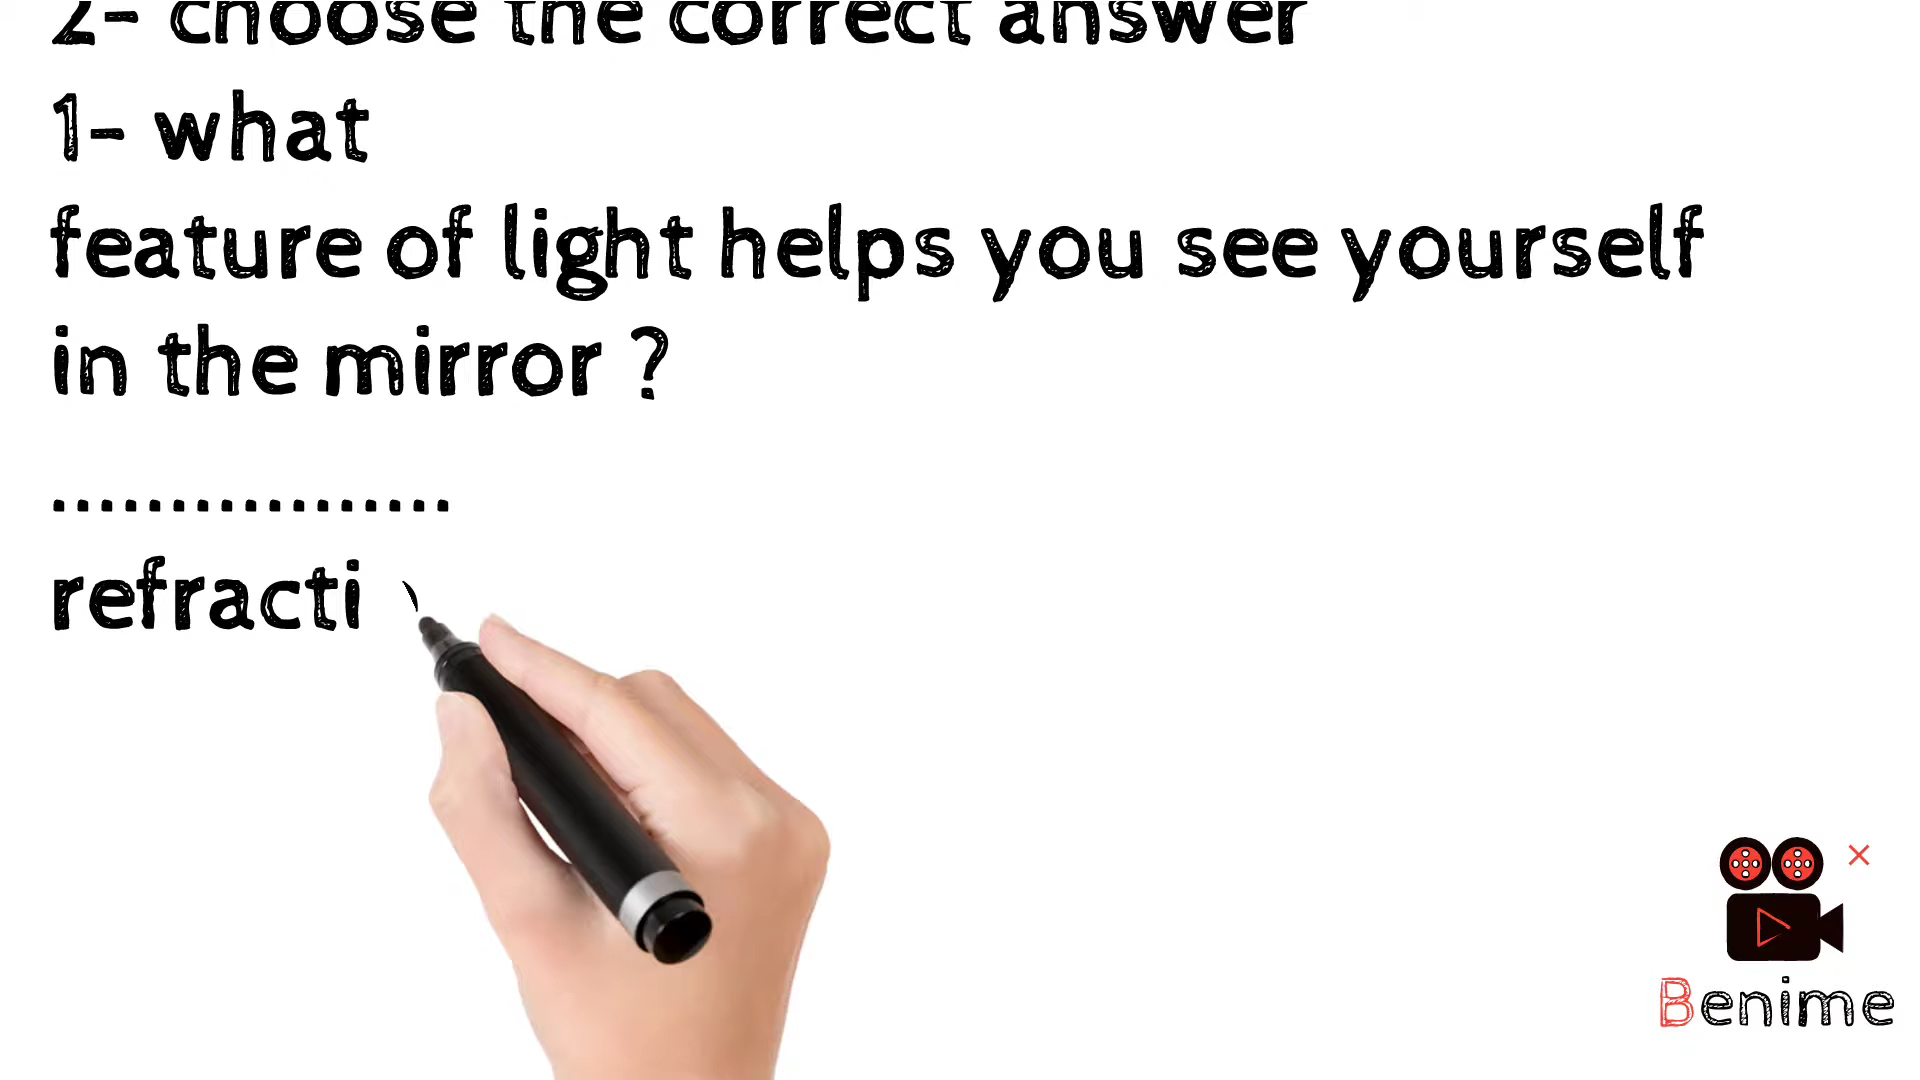 2- choose the correct answer
1- what
feature of light helps you see yourself
in the mirror ?
.................
refracti
Benime